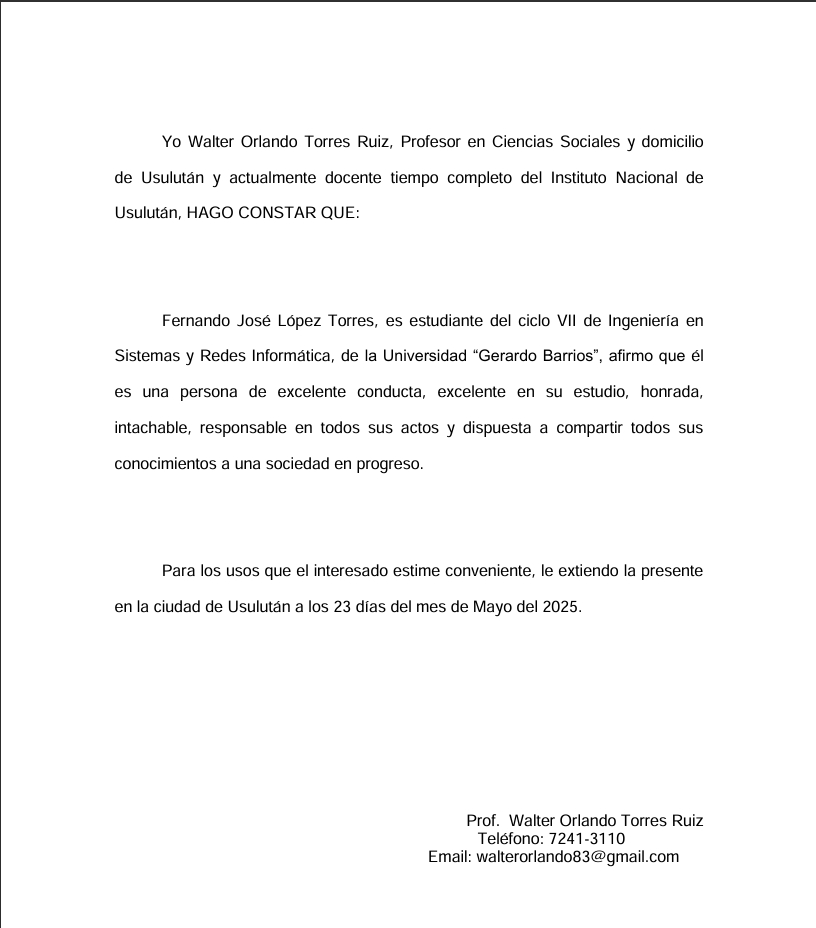 Yo Walter Orlando Torres Ruiz, Profesor en Ciencias Sociales y domicilio
de Usulután y actualmente docente tiempo completo del Instituto Nacional de
Usulután, HAGO CONSTAR QUE:
Fernando José López Torres, es estudiante del ciclo VII de Ingeniería en
Sistemas y Redes Informática, de la Universidad “Gerardo Barrios”, afirmo que él
es una persona de excelente conducta, excelente en su estudio, honrada,
intachable, responsable en todos sus actos y dispuesta a compartir todos sus
conocimientos a una sociedad en progreso.
Para los usos que el interesado estime conveniente, le extiendo la presente
en la ciudad de Usulután a los 23 días del mes de Mayo del 2025.
Prof.  Walter Orlando Torres Ruiz
Teléfono: 7241-3110
Email: walterorlando83@gmail.com